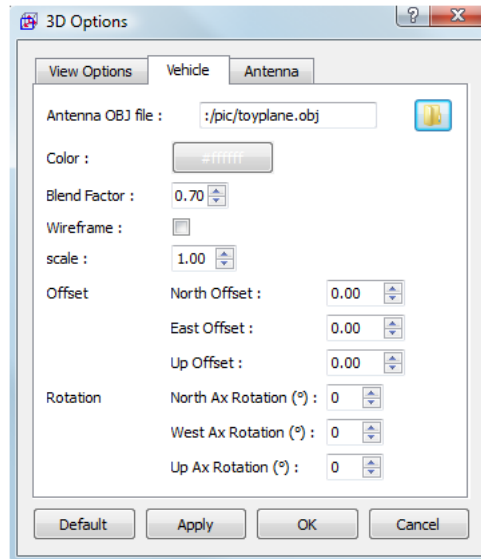 3D Options
?
X
View Options Vehicle Antenna
Antenna OBJ file : :/pic/toyplane.obj
Color : #ffffff
Blend Factor : 0.70
Wireframe :
scale : 1.00
Offset North Offset : 0.00
East Offset : 0.00
Up Offset : 0.00
Rotation North Ax Rotation (°) : 0
West Ax Rotation (°) : 0
Up Ax Rotation (°) : 0
Default Apply OK Cancel